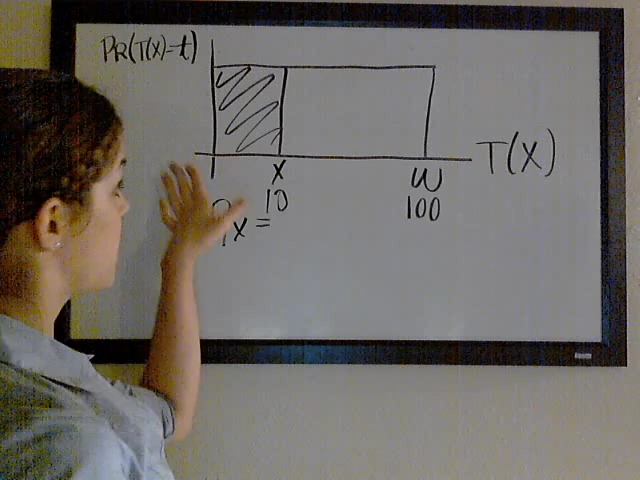 PR(T(x)=t)
T(x)
x ω
10 100
x =